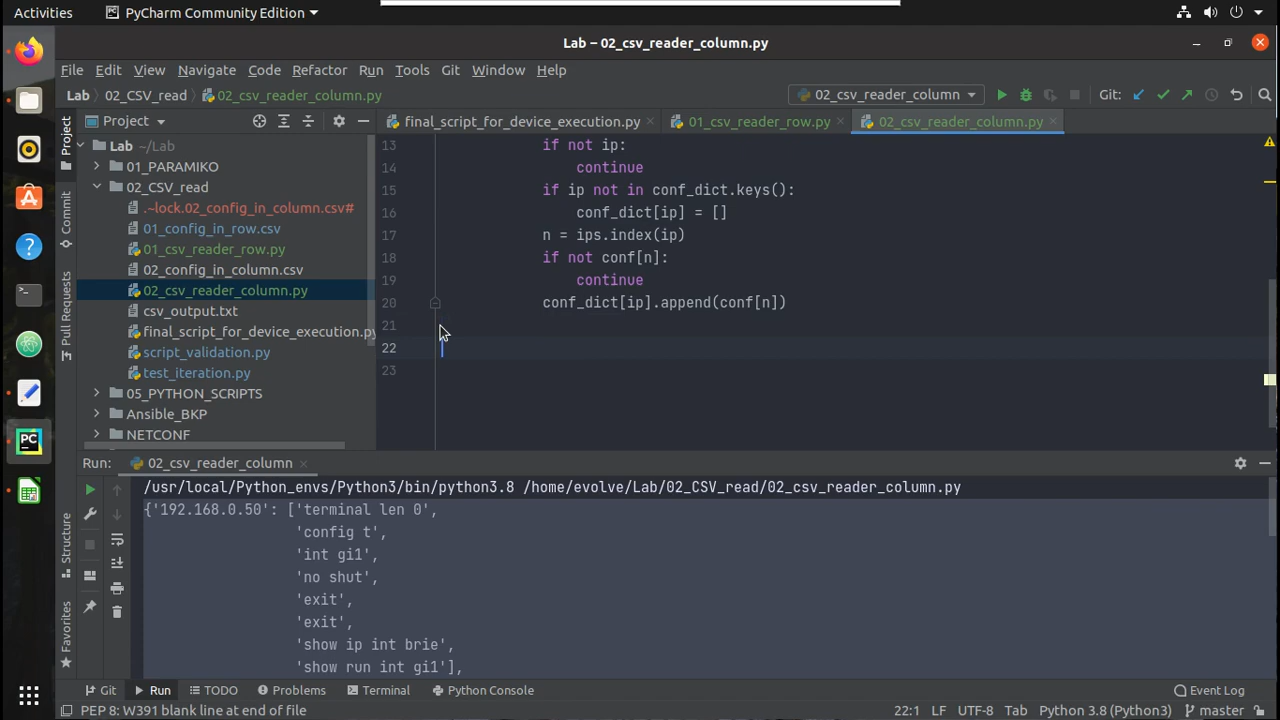 Activities
PyCharm Community Edition
Lab – 02_csv_reader_column.py
File Edit View Navigate Code Refactor Run Tools Git Window Help
Lab 02_CSV_read 02_csv_reader_column.py
02_csv_reader_column
Git:
Project
final_script_for_device_execution.py
01_csv_reader_row.py
02_csv_reader_column.py
Project
Commit
Pull Requests
Structure
Favorites
Lab ~/Lab
01_PARAMIKO
02_CSV_read
.~lock.02_config_in_column.csv#
01_config_in_row.csv
01_csv_reader_row.py
02_config_in_column.csv
02_csv_reader_column.py
csv_output.txt
final_script_for_device_execution.py
script_validation.py
test_iteration.py
05_PYTHON_SCRIPTS
Ansible_BKP
NETCONF
13 if not ip:
14 continue
15 if ip not in conf_dict.keys():
16 conf_dict[ip] = []
17 n = ips.index(ip)
18 if not conf[n]:
19 continue
20 conf_dict[ip].append(conf[n])
21
22
23
Run: 02_csv_reader_column
/usr/local/Python_envs/Python3/bin/python3.8 /home/evolve/Lab/02_CSV_read/02_csv_reader_column.py
{'192.168.0.50': ['terminal len 0',
'config t',
'int gi1',
'no shut',
'exit',
'exit',
'show ip int brie',
'show run int gi1'],
Git Run TODO Problems Terminal Python Console Event Log
PEP 8: W391 blank line at end of file
22:1 LF UTF-8 Tab Python 3.8 (Python3) master